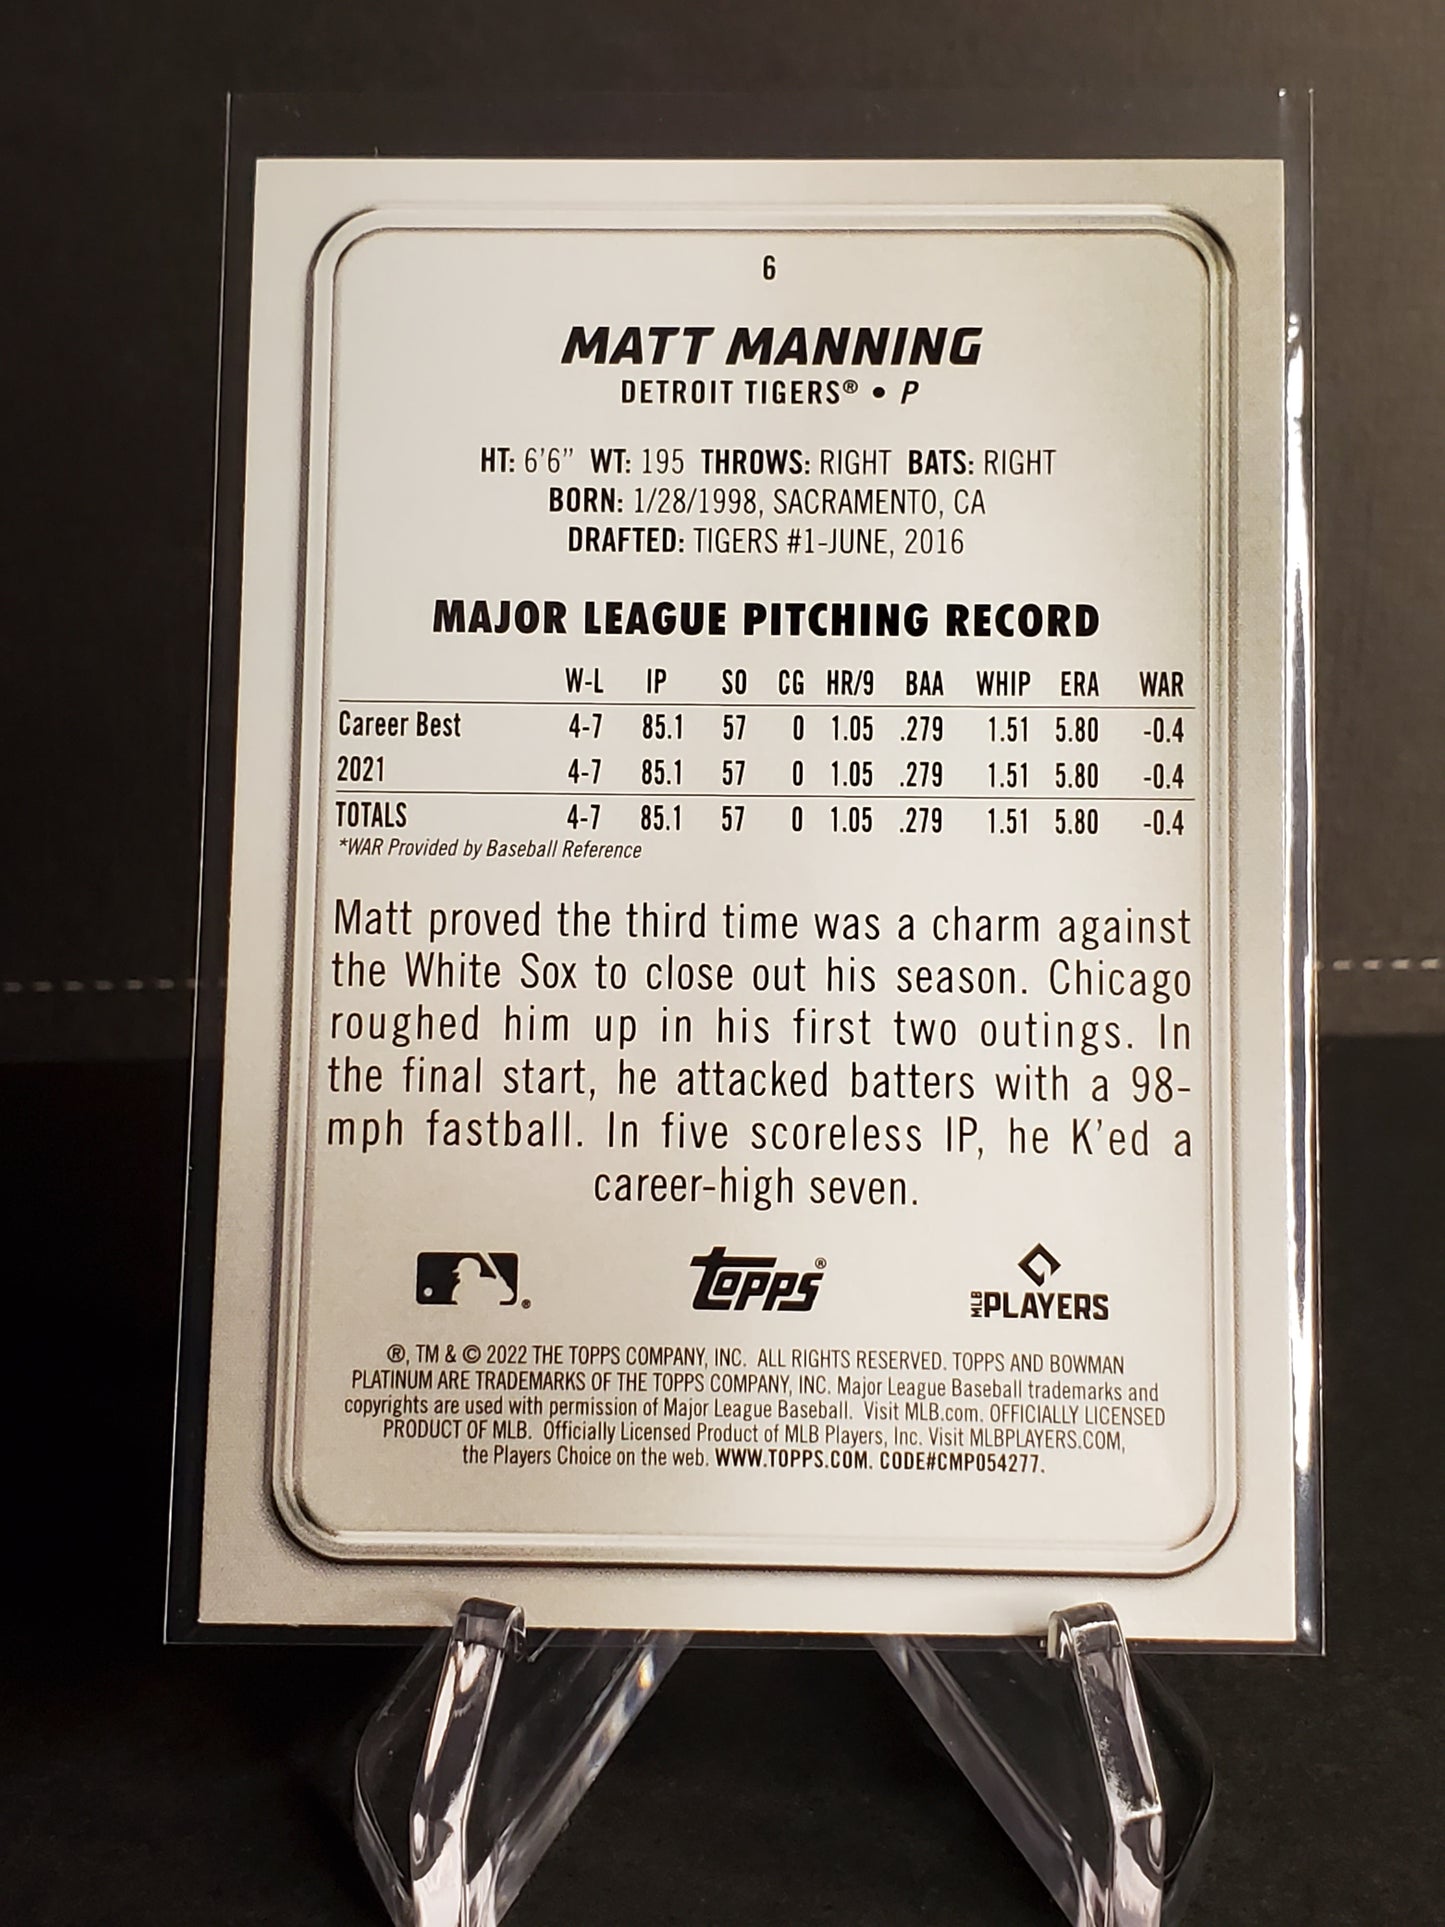 6
MATT MANNING
DETROIT TIGERS® • P
HT: 6'6” WT: 195 THROWS: RIGHT BATS: RIGHT
BORN: 1/28/1998, SACRAMENTO, CA
DRAFTED: TIGERS #1-JUNE, 2016
MAJOR LEAGUE PITCHING RECORD
W-L IP SO CG HR/9 BAA WHIP ERA WAR
Career Best 4-7 85.1 57 0 1.05 .279 1.51 5.80 -0.4
2021 4-7 85.1 57 0 1.05 .279 1.51 5.80 -0.4
TOTALS 4-7 85.1 57 0 1.05 .279 1.51 5.80 -0.4
*WAR Provided by Baseball Reference
Matt proved the third time was a charm against
the White Sox to close out his season. Chicago
roughed him up in his first two outings. In
the final start, he attacked batters with a 98-
mph fastball. In five scoreless IP, he K'ed a
career-high seven.
® topps® MLB PLAYERS
®, TM & © 2022 THE TOPPS COMPANY, INC. ALL RIGHTS RESERVED. TOPPS AND BOWMAN
PLATINUM ARE TRADEMARKS OF THE TOPPS COMPANY, INC. Major League Baseball trademarks and
copyrights are used with permission of Major League Baseball. Visit MLB.com. OFFICIALLY LICENSED
PRODUCT OF MLB. Officially Licensed Product of MLB Players, Inc. Visit MLBPLAYERS.COM,
the Players Choice on the web. WWW.TOPPS.COM. CODE#CMP054277.